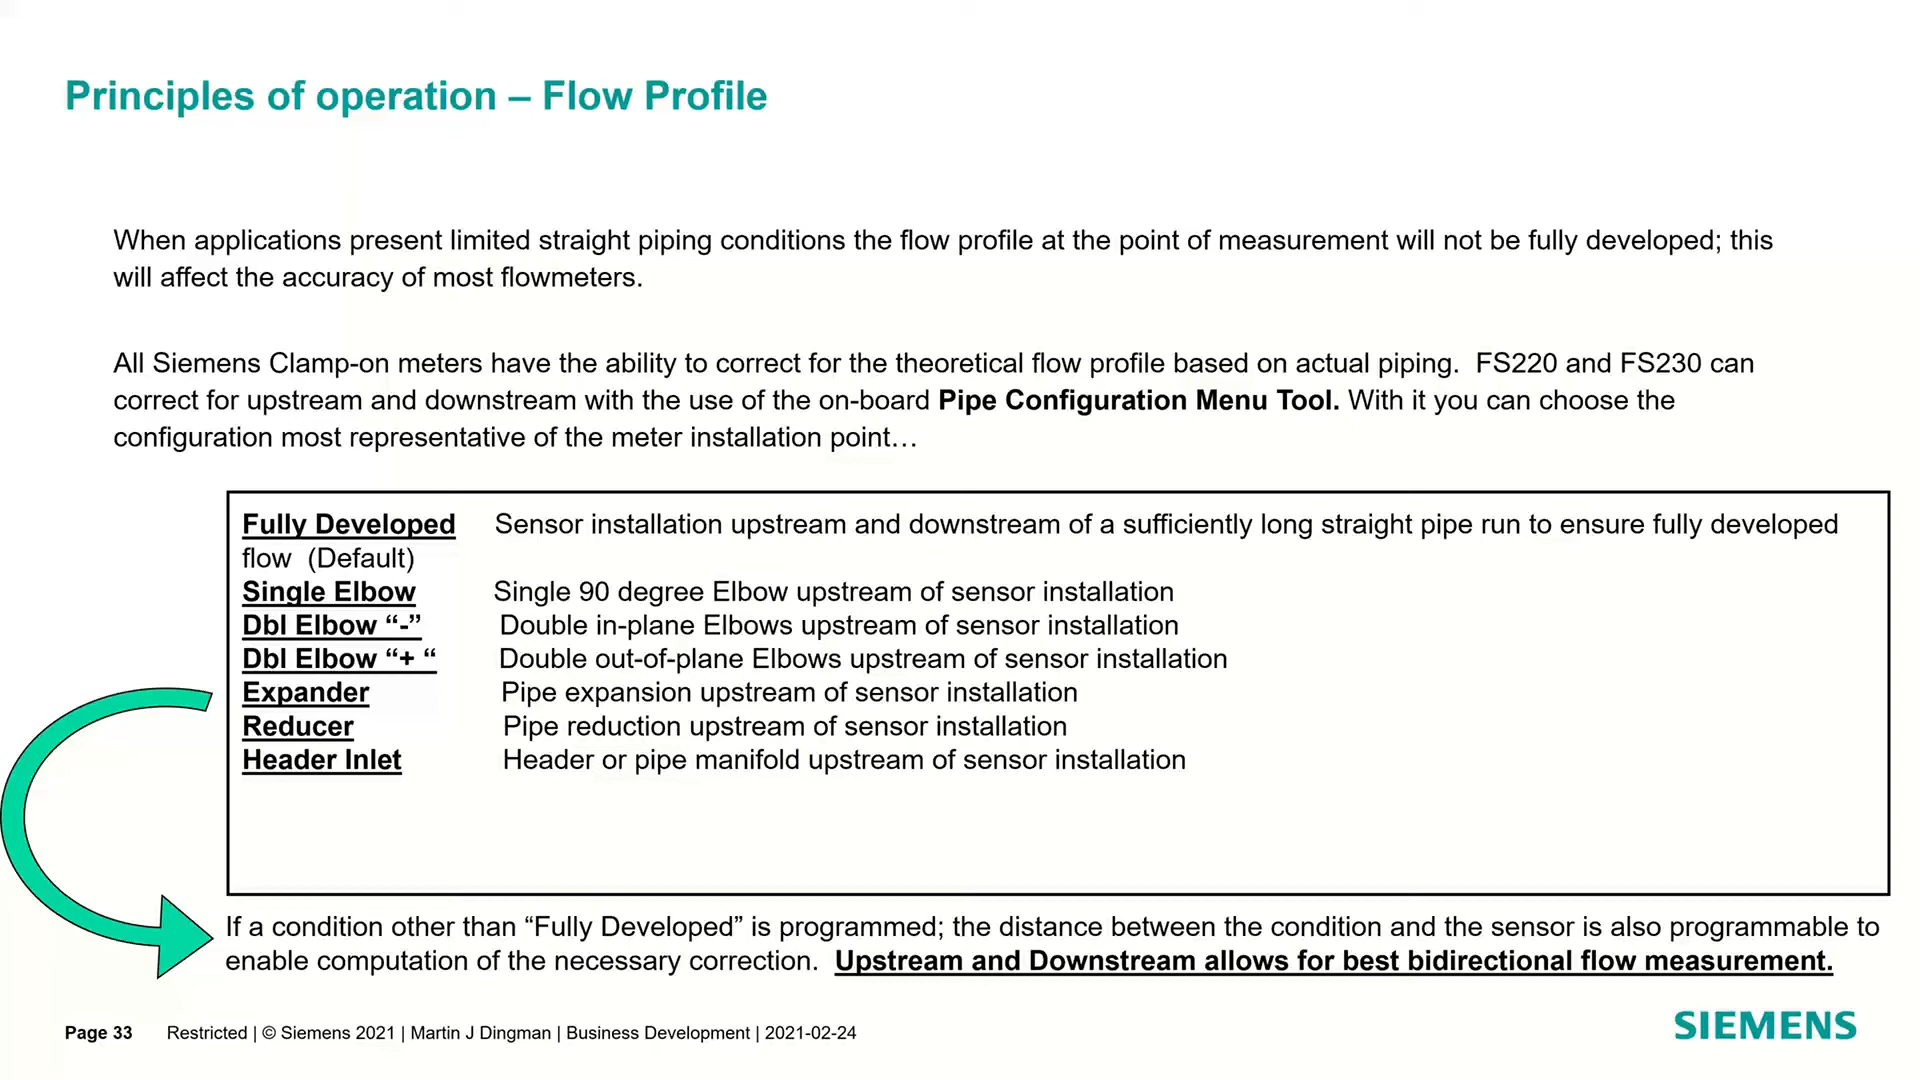 Principles of operation – Flow Profile
When applications present limited straight piping conditions the flow profile at the point of measurement will not be fully developed; this
will affect the accuracy of most flowmeters.
All Siemens Clamp-on meters have the ability to correct for the theoretical flow profile based on actual piping.  FS220 and FS230 can
correct for upstream and downstream with the use of the on-board Pipe Configuration Menu Tool. With it you can choose the
configuration most representative of the meter installation point…
Fully Developed Sensor installation upstream and downstream of a sufficiently long straight pipe run to ensure fully developed
flow  (Default)
Single Elbow Single 90 degree Elbow upstream of sensor installation
Dbl Elbow “-” Double in-plane Elbows upstream of sensor installation
Dbl Elbow “+ “ Double out-of-plane Elbows upstream of sensor installation
Expander Pipe expansion upstream of sensor installation
Reducer Pipe reduction upstream of sensor installation
Header Inlet Header or pipe manifold upstream of sensor installation
If a condition other than “Fully Developed” is programmed; the distance between the condition and the sensor is also programmable to
enable computation of the necessary correction.  Upstream and Downstream allows for best bidirectional flow measurement.
Page 33 Restricted | © Siemens 2021 | Martin J Dingman | Business Development | 2021-02-24
SIEMENS